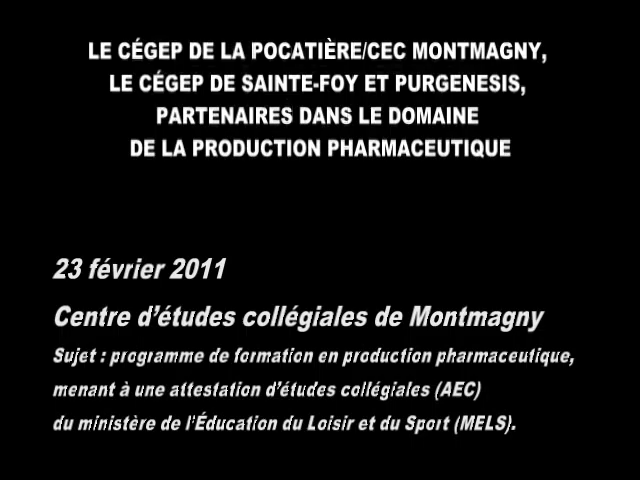 LE CÉGEP DE LA POCATIÈRE/CEC MONTMAGNY,
LE CÉGEP DE SAINTE-FOY ET PURGENESIS,
PARTENAIRES DANS LE DOMAINE
DE LA PRODUCTION PHARMACEUTIQUE
23 février 2011
Centre d'études collégiales de Montmagny
Sujet : programme de formation en production pharmaceutique,
menant à une attestation d'études collégiales (AEC)
du ministère de l'Éducation du Loisir et du Sport (MELS).